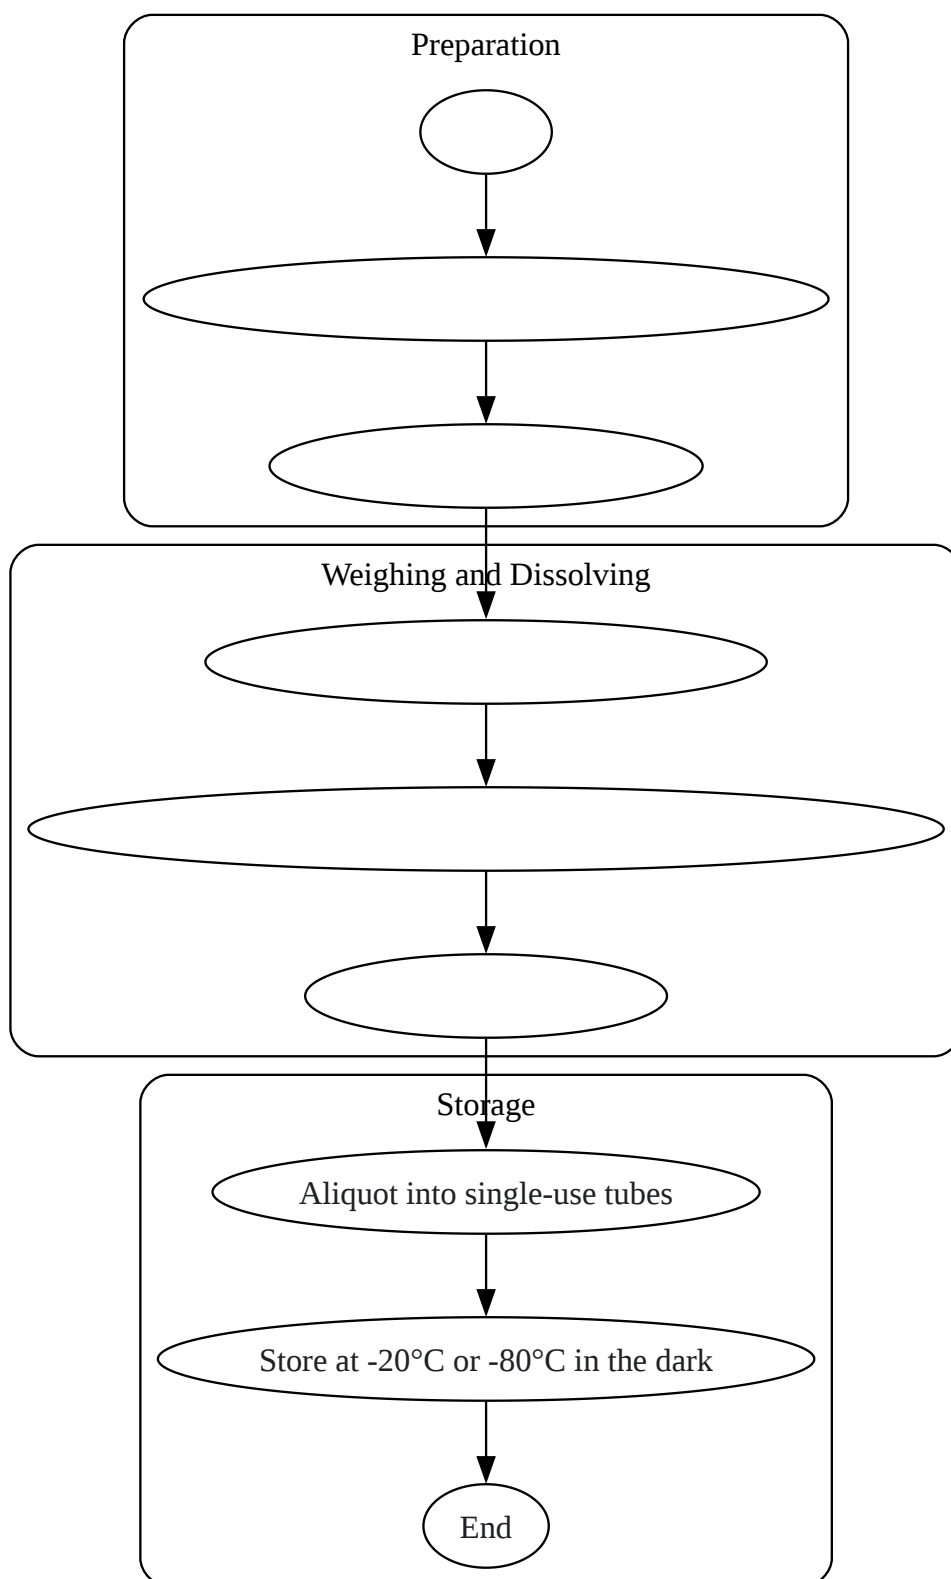 Preparation
Weighing and Dissolving
Storage
Aliquot into single-use tubes
Store at -20°C or -80°C in the dark
End